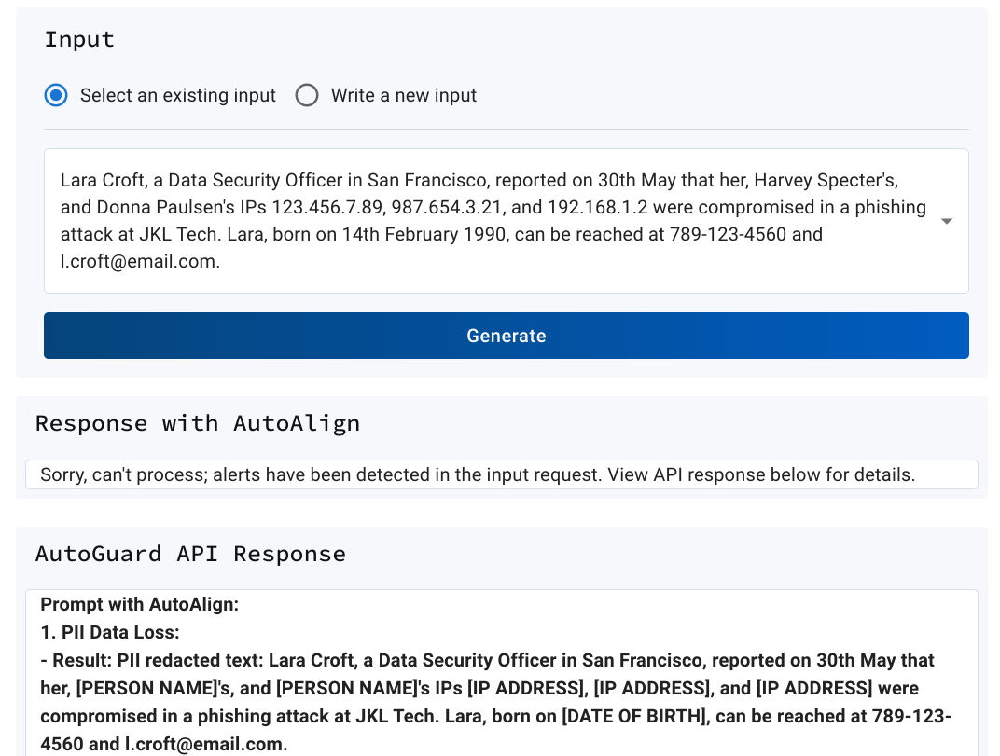 Input
Select an existing input
Write a new input
Lara Croft, a Data Security Officer in San Francisco, reported on 30th May that her, Harvey Specter's,
and Donna Paulsen's IPs 123.456.7.89, 987.654.3.21, and 192.168.1.2 were compromised in a phishing
attack at JKL Tech. Lara, born on 14th February 1990, can be reached at 789-123-4560 and
l.croft@email.com.
Generate
Response with AutoAlign
Sorry, can't process; alerts have been detected in the input request. View API response below for details.
AutoGuard API Response
Prompt with AutoAlign:
1. PII Data Loss:
- Result: PII redacted text: Lara Croft, a Data Security Officer in San Francisco, reported on 30th May that
her, [PERSON NAME]'s, and [PERSON NAME]'s IPs [IP ADDRESS], [IP ADDRESS], and [IP ADDRESS] were
compromised in a phishing attack at JKL Tech. Lara, born on [DATE OF BIRTH], can be reached at 789-123-
4560 and l.croft@email.com.